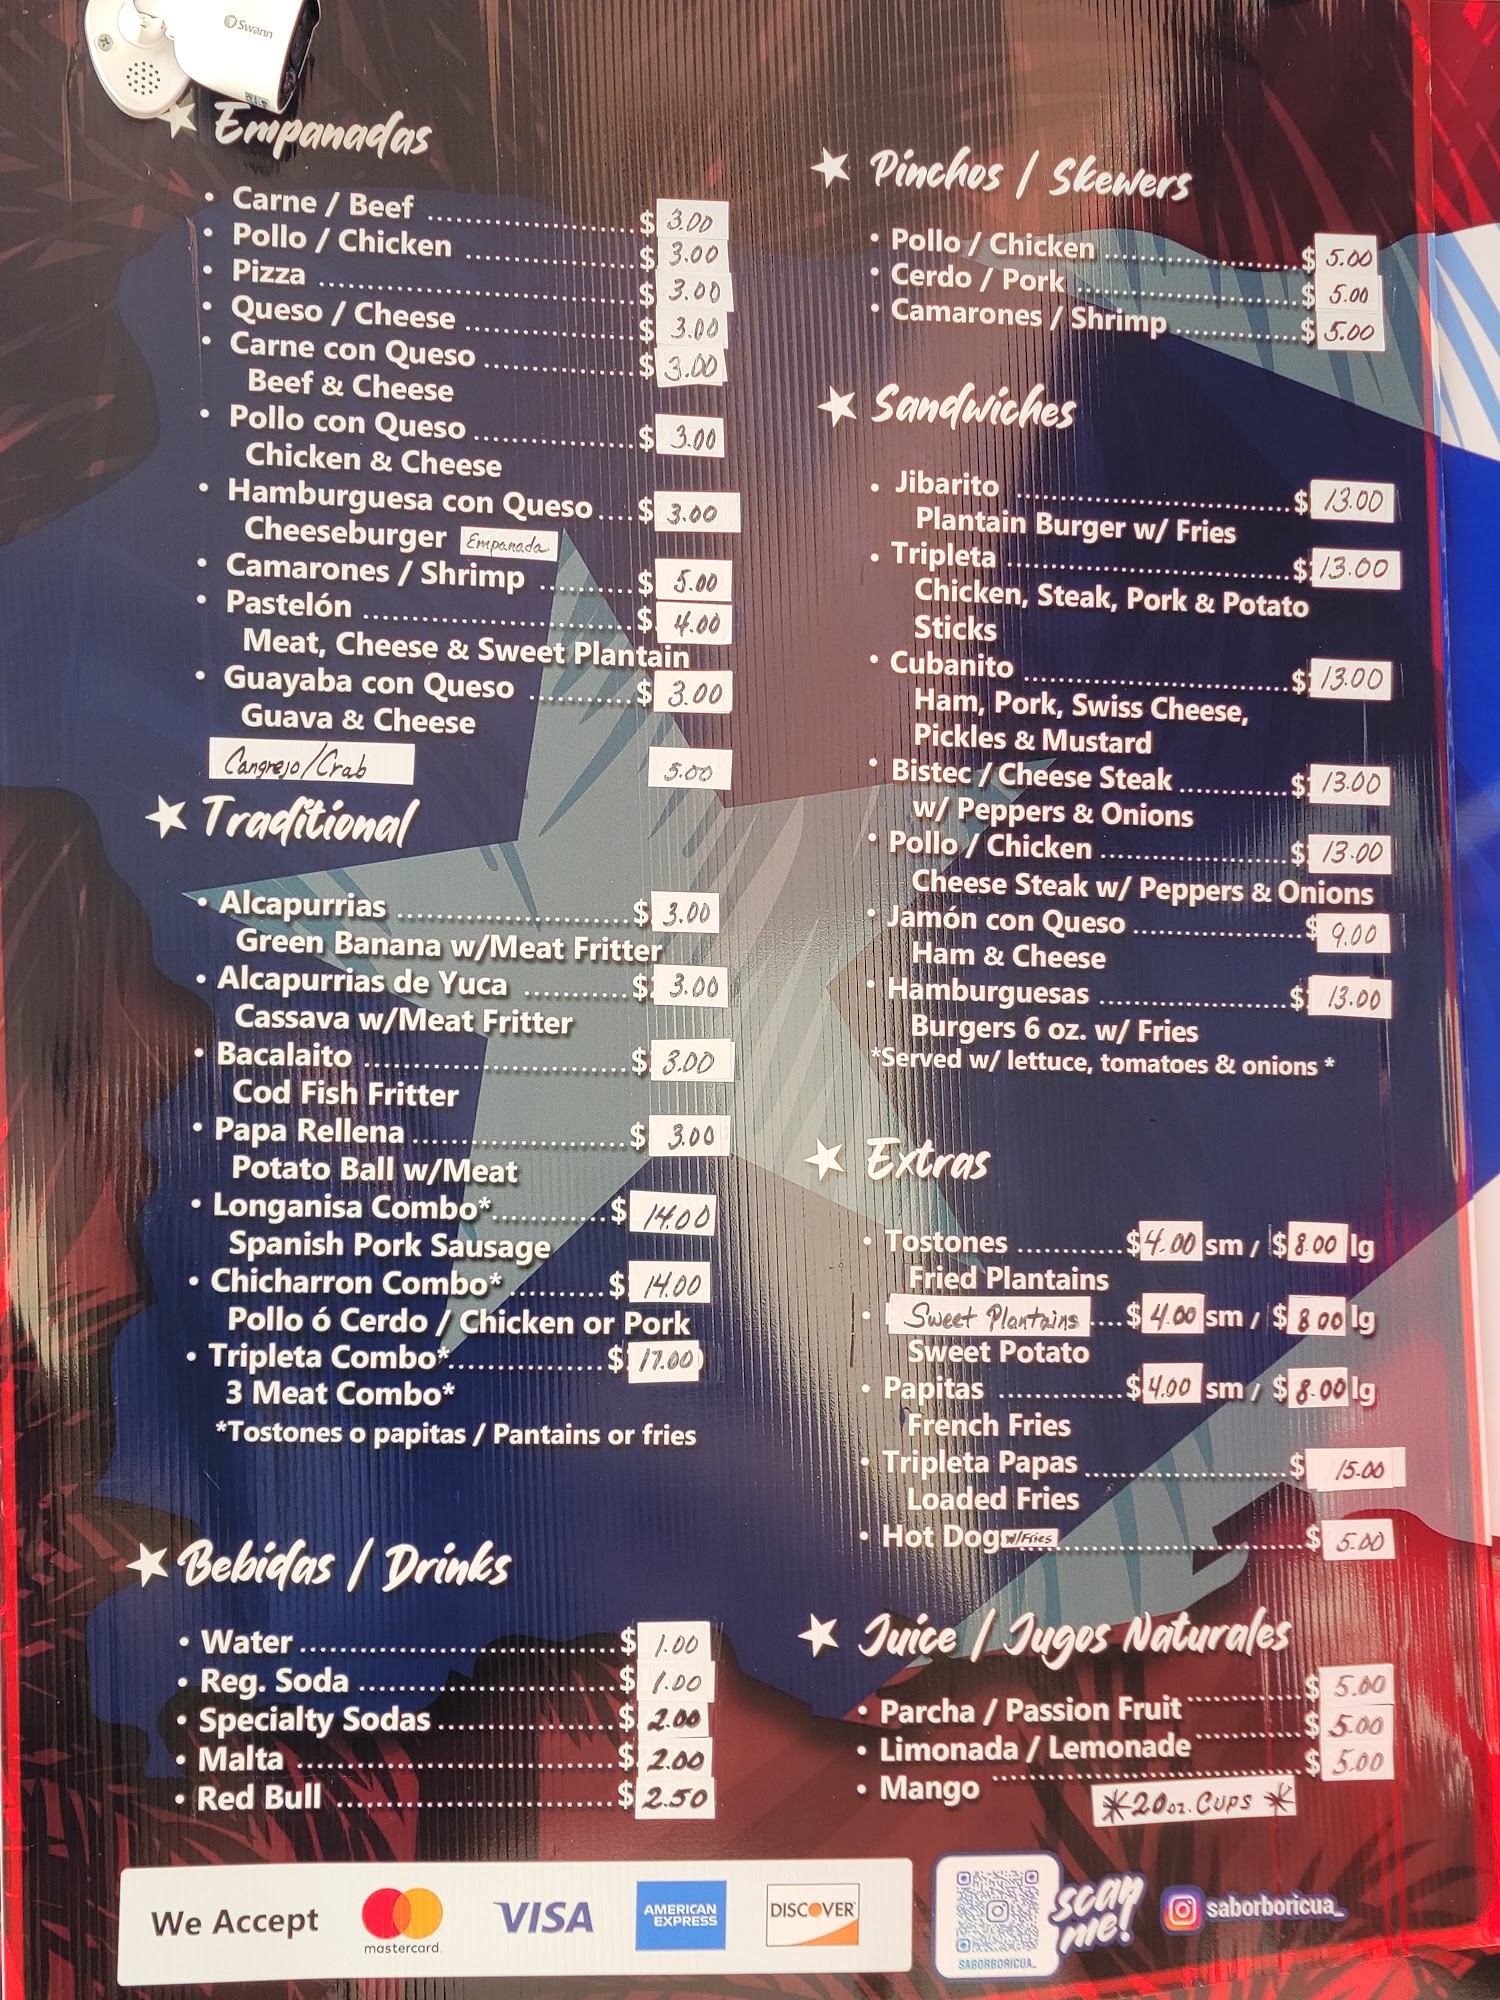 Swann
Empanadas
• Carne / Beef ........ $ 3.00
• Pollo / Chicken ........ $ 3.00
• Pizza ........ $ 3.00
• Queso / Cheese ........ $ 3.00
• Carne con Queso ........ $ 3.00
Beef & Cheese
• Pollo con Queso ........ $ 3.00
Chicken & Cheese
• Hamburguesa con Queso .... $ 3.00
Cheeseburger Empanada
• Camarones / Shrimp ........ $ 5.00
• Pastelón ........ $ 4.00
Meat, Cheese & Sweet Plantain
• Guayaba con Queso ........ $ 3.00
Guava & Cheese
Cangrejo/Crab 5.00
Traditional
• Alcapurrias ........ $ 3.00
Green Banana w/Meat Fritter
• Alcapurrias de Yuca ........ $ 3.00
Cassava w/Meat Fritter
• Bacalaito ........ $ 3.00
Cod Fish Fritter
• Papa Rellena ........ $ 3.00
Potato Ball w/Meat
• Longanisa Combo* ........ $ 14.00
Spanish Pork Sausage
• Chicharron Combo* ........ $ 14.00
Pollo ó Cerdo / Chicken or Pork
• Tripleta Combo* ........ $ 17.00
3 Meat Combo*
*Tostones o papitas / Pantains or fries
Bebidas / Drinks
• Water ........ $ 1.00
• Reg. Soda ........ $ 1.00
• Specialty Sodas ........ $ 2.00
• Malta ........ $ 2.00
• Red Bull ........ $ 2.50
Pinchos / Skewers
• Pollo / Chicken ........ $ 5.00
• Cerdo / Pork ........ $ 5.00
• Camarones / Shrimp ........ $ 5.00
Sandwiches
• Jibarito ........ $ 13.00
Plantain Burger w/ Fries
• Tripleta ........ $ 13.00
Chicken, Steak, Pork & Potato
Sticks
• Cubanito ........ $ 13.00
Ham, Pork, Swiss Cheese,
Pickles & Mustard
• Bistec / Cheese Steak ........ $ 13.00
w/ Peppers & Onions
• Pollo / Chicken ........ $ 13.00
Cheese Steak w/ Peppers & Onions
• Jamón con Queso ........ $ 9.00
Ham & Cheese
• Hamburguesas ........ $ 13.00
Burgers 6 oz. w/ Fries
*Served w/ lettuce, tomatoes & onions *
Extras
• Tostones ........ $4.00 sm / $8.00 lg
Fried Plantains
• Sweet Plantains .... $4.00 sm / $8.00 lg
Sweet Potato
• Papitas ........ $4.00 sm / $8.00 lg
French Fries
• Tripleta Papas ........ $ 15.00
Loaded Fries
• Hot Dogs w/Fries ........ $ 5.00
Juice / Jugos Naturales
• Parcha / Passion Fruit ........ $ 5.00
• Limonada / Lemonade ........ $ 5.00
• Mango ........ $ 5.00
*20oz. CUPS *
We Accept mastercard. VISA AMERICAN EXPRESS DISCOVER
SABORBORICUA_
scan me!
saborboricua_